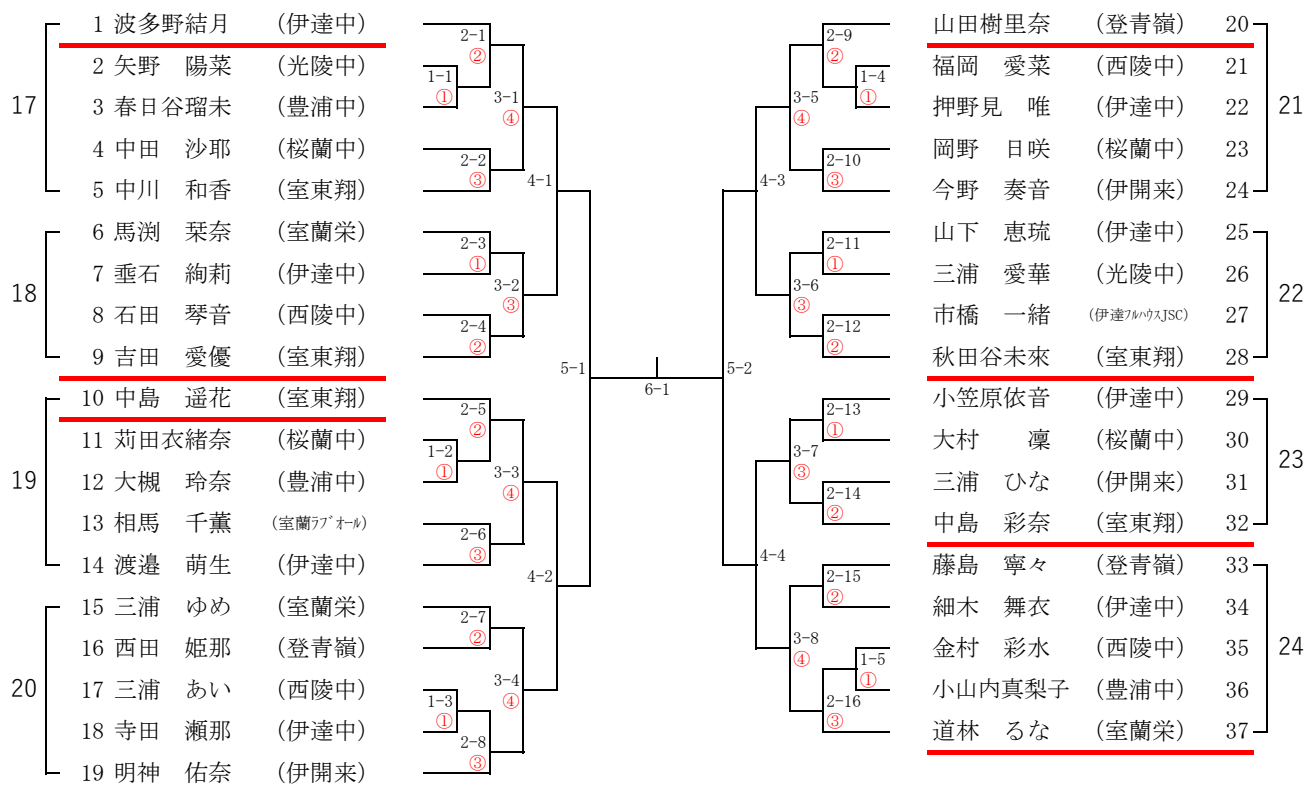 1 波多野結月 （伊達中）
2 矢野　陽菜 （光陵中）
3 春日谷瑠未 （豊浦中）
4 中田　沙耶 （桜蘭中）
5 中川　和香 （室東翔）
6 馬渕　栞奈 （室蘭栄）
7 垂石　絢莉 （伊達中）
8 石田　琴音 （西陵中）
9 吉田　愛優 （室東翔）
10 中島　遥花 （室東翔）
11 苅田衣緒奈 （桜蘭中）
12 大槻　玲奈 （豊浦中）
13 相馬　千薫 （室蘭ラブオール）
14 渡邉　萌生 （伊達中）
15 三浦　ゆめ （室蘭栄）
16 西田　姫那 （登青嶺）
17 三浦　あい （西陵中）
18 寺田　瀬那 （伊達中）
19 明神　佑奈 （伊開来）
17
18
19
20
1-1
①
1-2
①
1-3
①
2-1
②
2-2
③
2-3
①
2-4
②
2-5
②
2-6
③
2-7
②
2-8
③
3-1
④
3-2
③
3-3
④
3-4
④
4-1
4-2
5-1
6-1
5-2
4-3
4-4
3-5
④
3-6
③
3-7
③
3-8
④
2-9
②
2-10
③
2-11
①
2-12
②
2-13
①
2-14
②
2-15
②
2-16
③
1-4
①
1-5
①
山田樹里奈 （登青嶺） 20
福岡　愛菜 （西陵中） 21
押野見　唯 （伊達中） 22
岡野　日咲 （桜蘭中） 23
今野　奏音 （伊開来） 24
山下　恵琉 （伊達中） 25
三浦　愛華 （光陵中） 26
市橋　一緒 （伊達フルハウスJSC） 27
秋田谷未來 （室東翔） 28
小笠原依音 （伊達中） 29
大村　　凜 （桜蘭中） 30
三浦　ひな （伊開来） 31
中島　彩奈 （室東翔） 32
藤島　寧々 （登青嶺） 33
細木　舞衣 （伊達中） 34
金村　彩水 （西陵中） 35
小山内真梨子 （豊浦中） 36
道林　るな （室蘭栄） 37
21
22
23
24